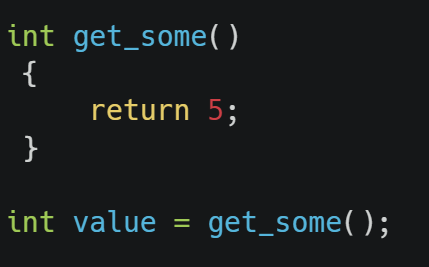 int get_some()
{
return 5;
}
int value = get_some();